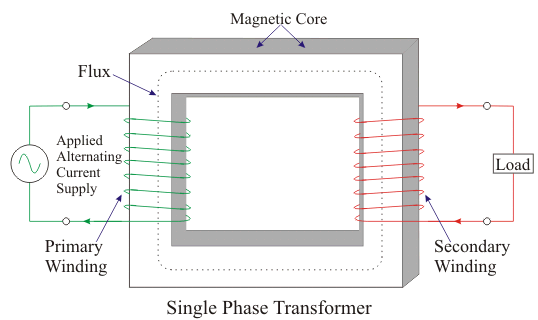 Magnetic Core
Flux
Applied
Alternating
Current
Supply
Load
Primary
Winding
Secondary
Winding
Single Phase Transformer